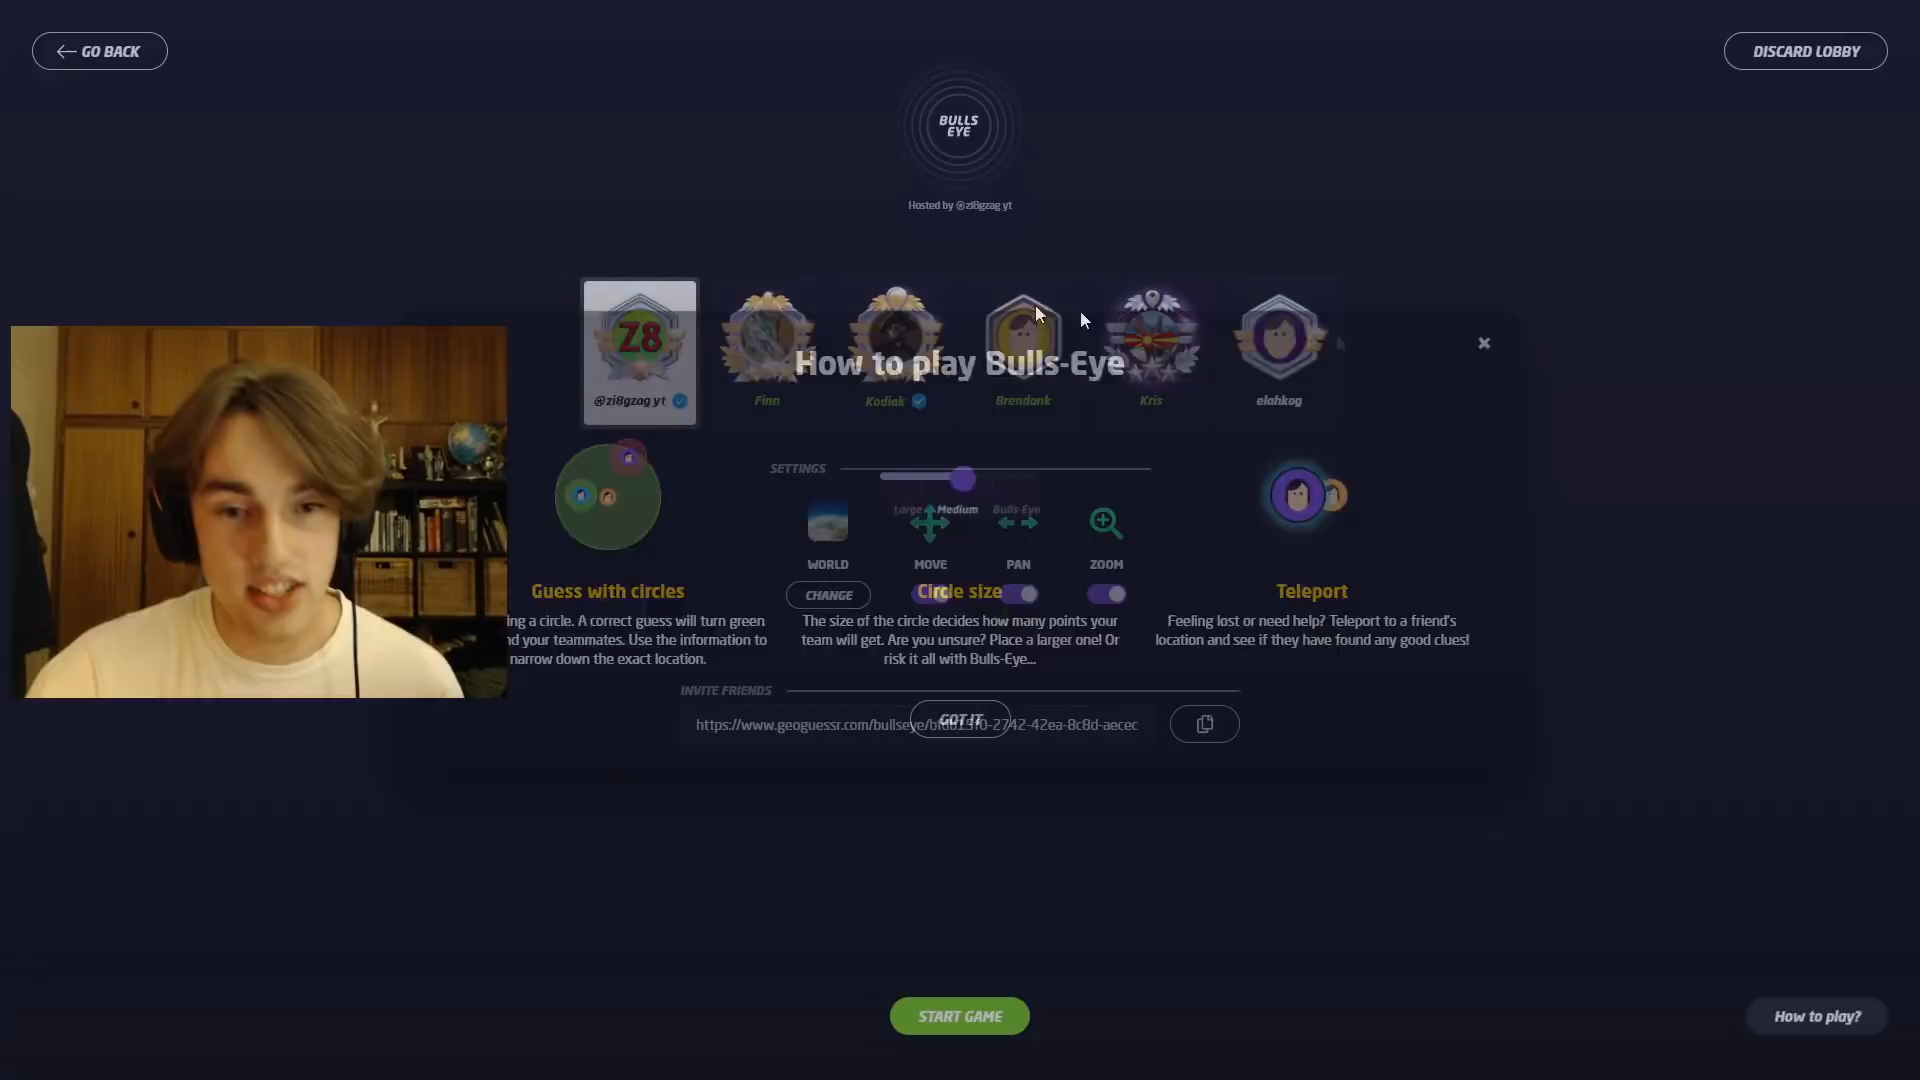 GO BACK
DISCARD LOBBY
BULLS
EYE
Hosted by @zi8gzag yt
Z8
@zi8gzag yt
Finn
Kodiak
Brendank
Kris
elahkog
How to play Bulls-Eye
SETTINGS
Large
Medium
Bulls-Eye
WORLD
MOVE
PAN
ZOOM
CHANGE
Guess with circles
ing a circle. A correct guess will turn green
nd your teammates. Use the information to
narrow down the exact location.
Circle size
The size of the circle decides how many points your
team will get. Are you unsure? Place a larger one! Or
risk it all with Bulls-Eye...
Teleport
Feeling lost or need help? Teleport to a friend's
location and see if they have found any good clues!
INVITE FRIENDS
GOT IT
START GAME
How to play?